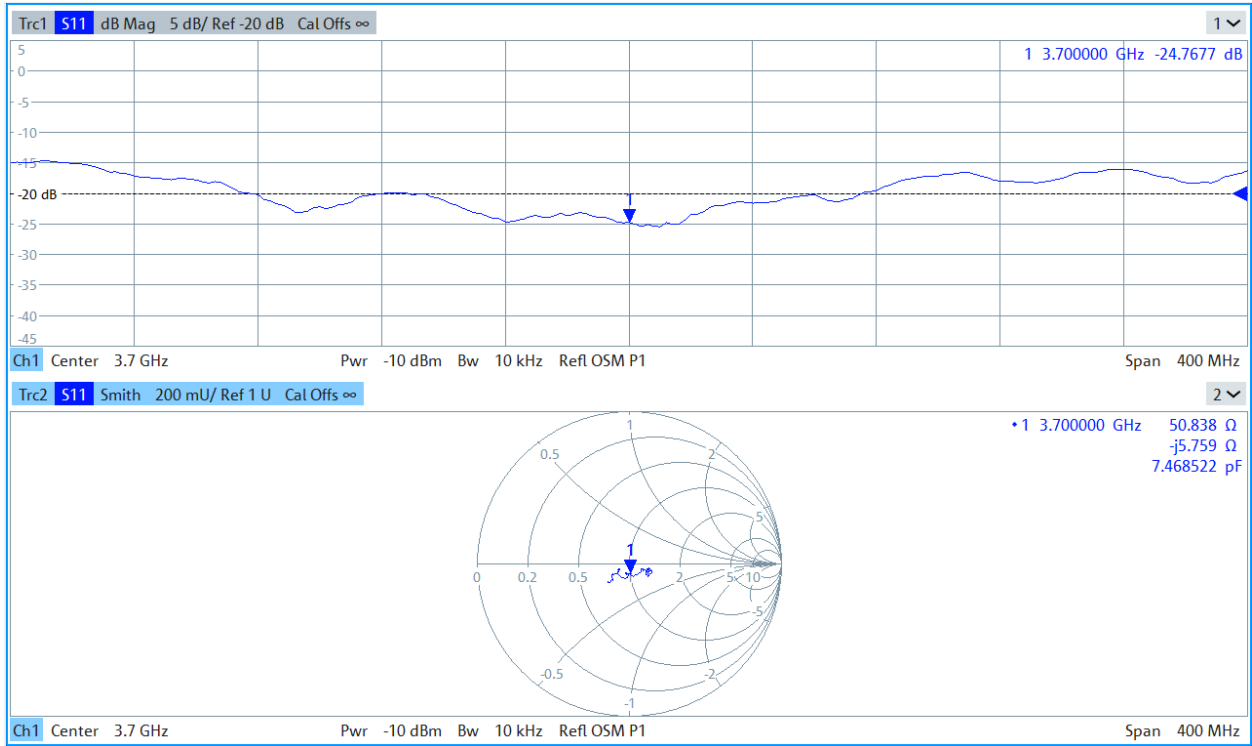 Trc1 S11 dB Mag 5 dB/ Ref -20 dB Cal Offs ∞ 1
1 3.700000 GHz -24.7677 dB
5
0
-5
-10
-15
-20 dB
-25
-30
-35
-40
-45
1
Ch1 Center 3.7 GHz Pwr -10 dBm Bw 10 kHz Refl OSM P1 Span 400 MHz
Trc2 S11 Smith 200 mU/ Ref 1 U Cal Offs ∞ 2
•1 3.700000 GHz 50.838 Ω
-j5.759 Ω
7.468522 pF
1
0.5 2
5
1
0 0.2 0.5 2 5 10
-5
-0.5 -2
-1
Ch1 Center 3.7 GHz Pwr -10 dBm Bw 10 kHz Refl OSM P1 Span 400 MHz